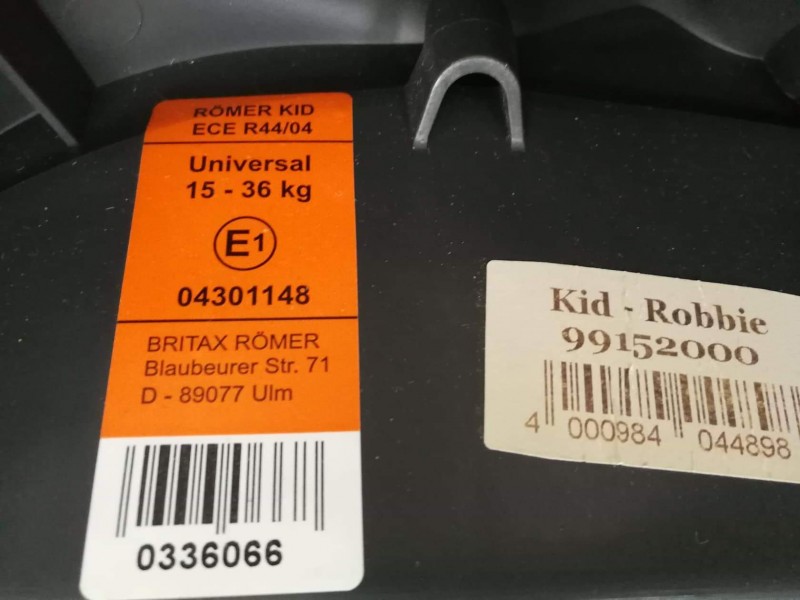 RÖMER KID
ECE R44/04
Universal
15 - 36 kg
E1
04301148
BRITAX RÖMER
Blaubeurer Str. 71
D - 89077 Ulm
0336066
Kid - Robbie
99152000
4 000984 044898